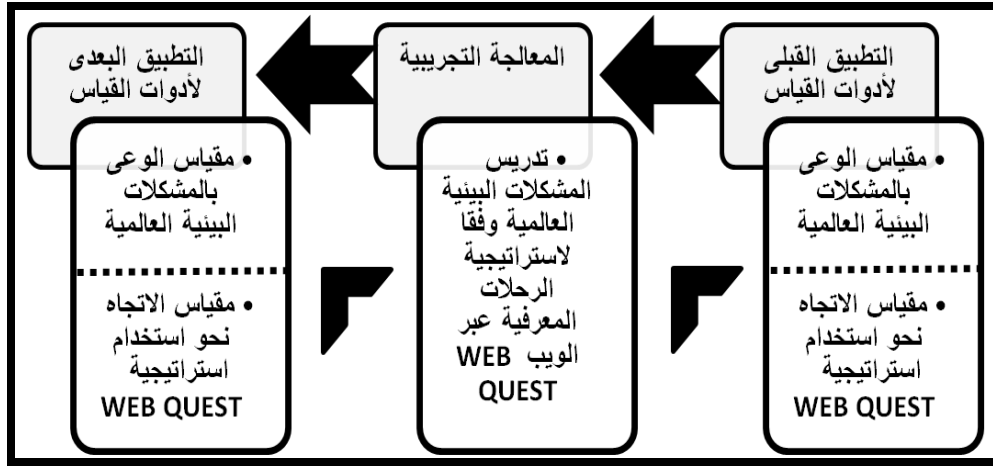 التطبيق القبلى
لأدوات القياس
• مقياس الوعى
بالمشكلات
البيئية العالمية
• مقياس الاتجاه
نحو استخدام
استراتيجية
WEB QUEST
المعالجة التجريبية
• تدريس
المشكلات البيئية
العالمية وفقا
لاستراتيجية
الرحلات
المعرفية عبر
الويب WEB
QUEST
التطبيق البعدى
لأدوات القياس
• مقياس الوعى
بالمشكلات
البيئية العالمية
• مقياس الاتجاه
نحو استخدام
استراتيجية
WEB QUEST